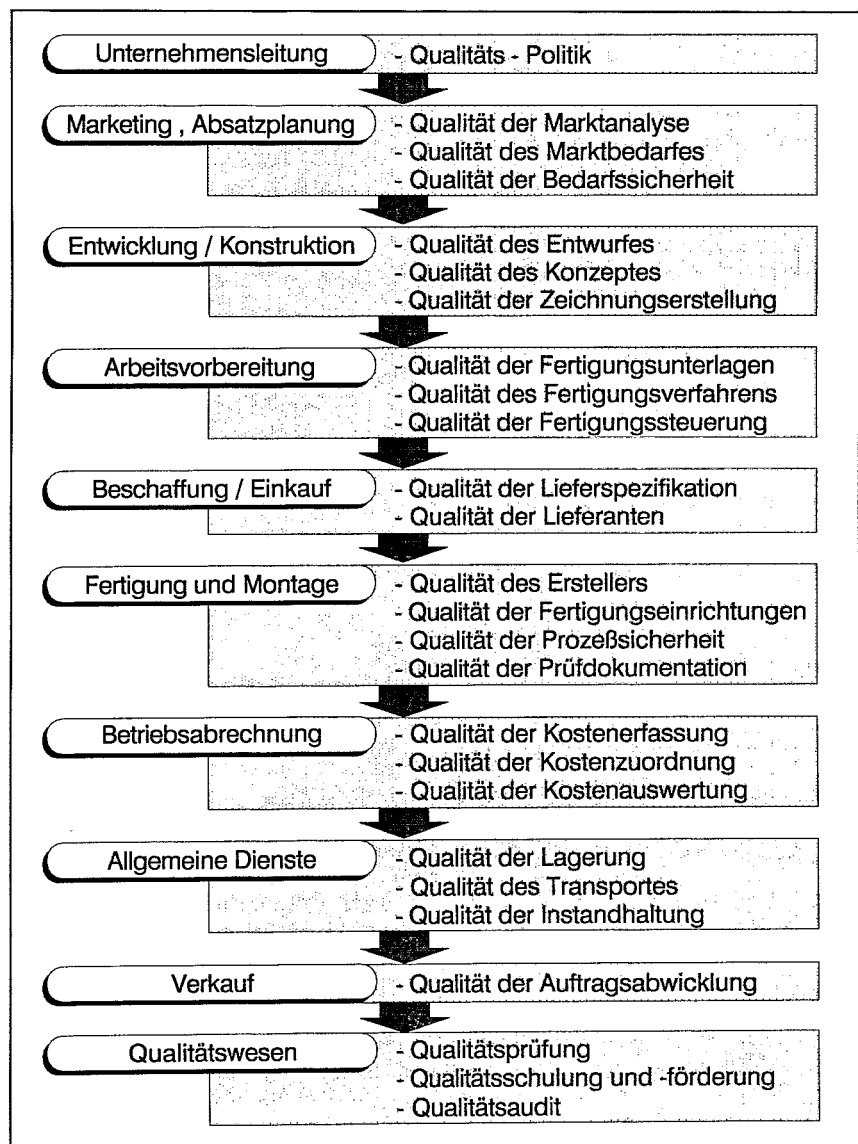 Unternehmensleitung - Qualitäts - Politik
Marketing , Absatzplanung - Qualität der Marktanalyse
- Qualität des Marktbedarfes
- Qualität der Bedarfssicherheit
Entwicklung / Konstruktion - Qualität des Entwurfes
- Qualität des Konzeptes
- Qualität der Zeichnungserstellung
Arbeitsvorbereitung - Qualität der Fertigungsunterlagen
- Qualität des Fertigungsverfahrens
- Qualität der Fertigungssteuerung
Beschaffung / Einkauf - Qualität der Lieferspezifikation
- Qualität der Lieferanten
Fertigung und Montage - Qualität des Erstellers
- Qualität der Fertigungseinrichtungen
- Qualität der Prozeßsicherheit
- Qualität der Prüfdokumentation
Betriebsabrechnung - Qualität der Kostenerfassung
- Qualität der Kostenzuordnung
- Qualität der Kostenauswertung
Allgemeine Dienste - Qualität der Lagerung
- Qualität des Transportes
- Qualität der Instandhaltung
Verkauf - Qualität der Auftragsabwicklung
Qualitätswesen - Qualitätsprüfung
- Qualitätsschulung und -förderung
- Qualitätsaudit